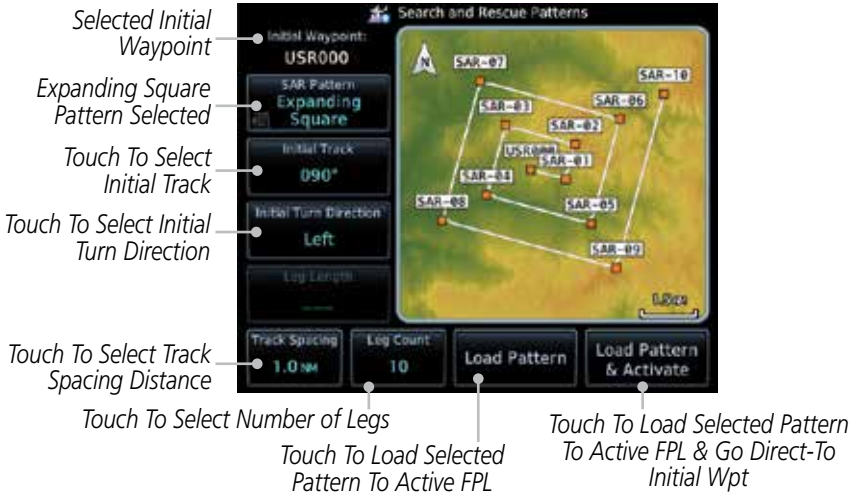 Search and Rescue Patterns
Selected Initial
Waypoint
Initial Waypoint:
USR000
Expanding Square
Pattern Selected
SAR Pattern
Expanding
Square
Touch To Select
Initial Track
Initial Track
090°
Touch To Select Initial
Turn Direction
Initial Turn Direction
Left
Leg Length
Touch To Select Track
Spacing Distance
Track Spacing
1.0 NM
Leg Count
10
Load Pattern
Load Pattern
& Activate
N
SAR-07
SAR-10
SAR-03
SAR-06
SAR-02
USR000
SAR-01
SAR-04
SAR-08
SAR-05
SAR-09
Touch To Select Number of Legs
Touch To Load Selected
Pattern To Active FPL
Touch To Load Selected Pattern
To Active FPL & Go Direct-To
Initial Wpt